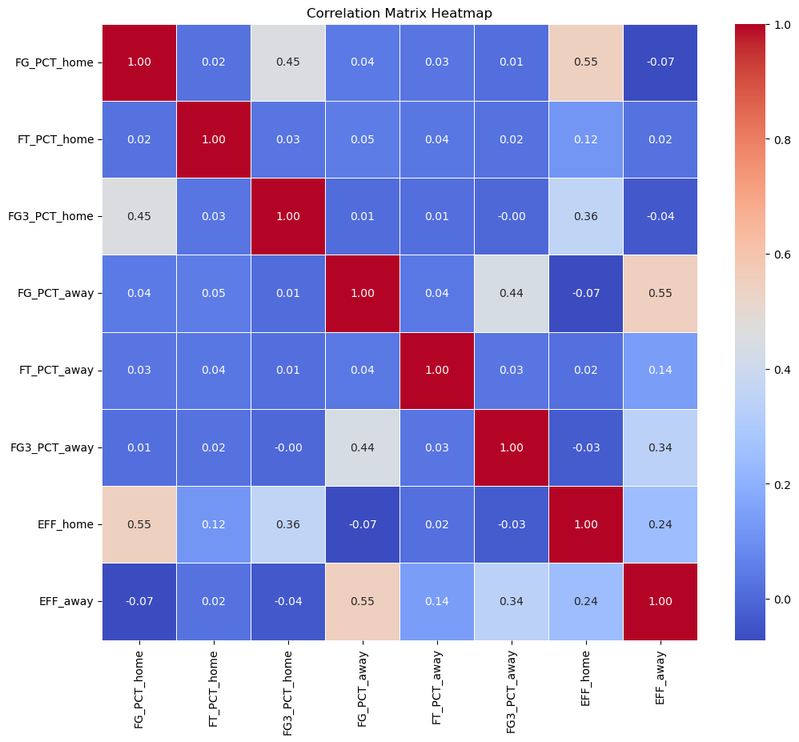 Correlation Matrix Heatmap
FG_PCT_home 1.00 0.02 0.45 0.04 0.03 0.01 0.55 -0.07
FT_PCT_home 0.02 1.00 0.03 0.05 0.04 0.02 0.12 0.02
FG3_PCT_home 0.45 0.03 1.00 0.01 0.01 -0.00 0.36 -0.04
FG_PCT_away 0.04 0.05 0.01 1.00 0.04 0.44 -0.07 0.55
FT_PCT_away 0.03 0.04 0.01 0.04 1.00 0.03 0.02 0.14
FG3_PCT_away 0.01 0.02 -0.00 0.44 0.03 1.00 -0.03 0.34
EFF_home 0.55 0.12 0.36 -0.07 0.02 -0.03 1.00 0.24
EFF_away -0.07 0.02 -0.04 0.55 0.14 0.34 0.24 1.00
FG_PCT_home FT_PCT_home FG3_PCT_home FG_PCT_away FT_PCT_away FG3_PCT_away EFF_home EFF_away
1.0
0.8
0.6
0.4
0.2
0.0